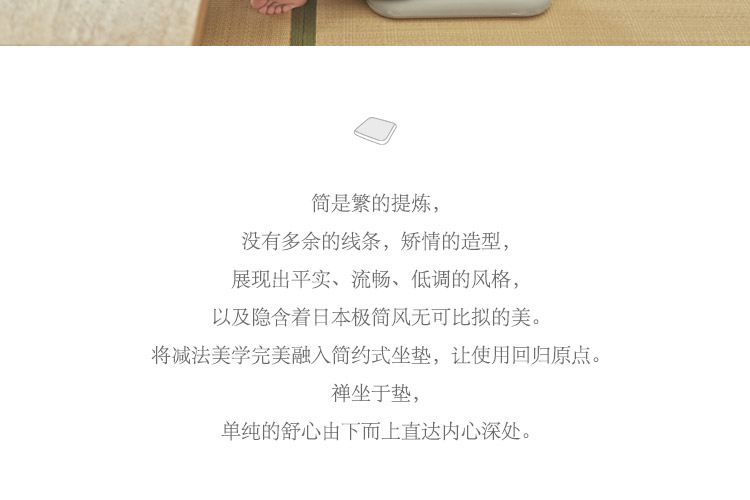 简是繁的提炼，
没有多余的线条，矫情的造型，
展现出平实、流畅、低调的风格，
以及隐含着日本极简风无可比拟的美。
将减法美学完美融入简约式坐垫，让使用回归原点。
禅坐于垫，
单纯的舒心由下而上直达内心深处。